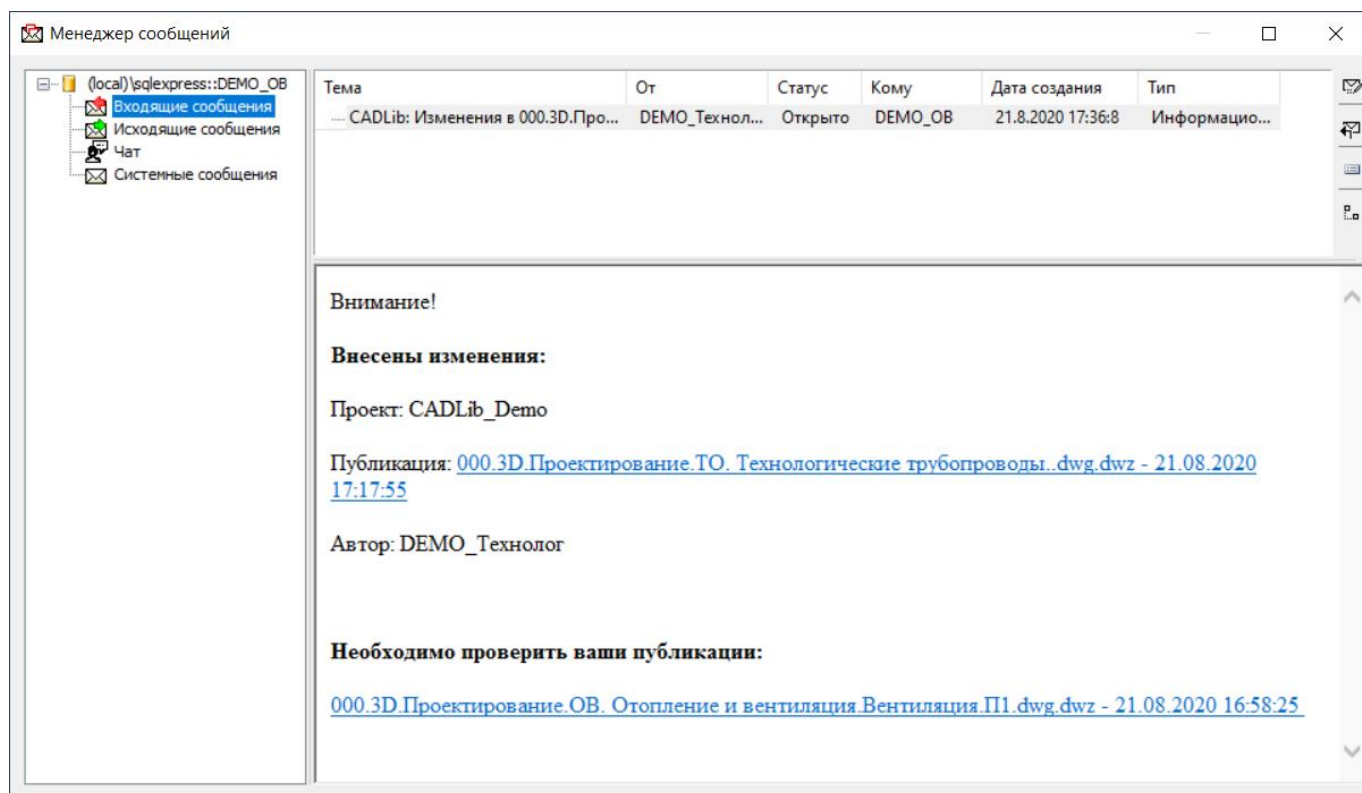 Менеджер сообщений
(local)\sqlexpress::DEMO_OB
Входящие сообщения
Исходящие сообщения
Чат
Системные сообщения
Тема От Статус Кому Дата создания Тип
CADLib: Изменения в 000.3D.Про... DEMO_Технол... Открыто DEMO_OB 21.8.2020 17:36:8 Информацио...
Внимание!
Внесены изменения:
Проект: CADLib_Demo
Публикация: 000.3D.Проектирование.ТО. Технологические трубопроводы..dwg.dwz - 21.08.2020
17:17:55
Автор: DEMO_Технолог
Необходимо проверить ваши публикации:
000.3D.Проектирование.ОВ. Отопление и вентиляция.Вентиляция.П1.dwg.dwz - 21.08.2020 16:58:25